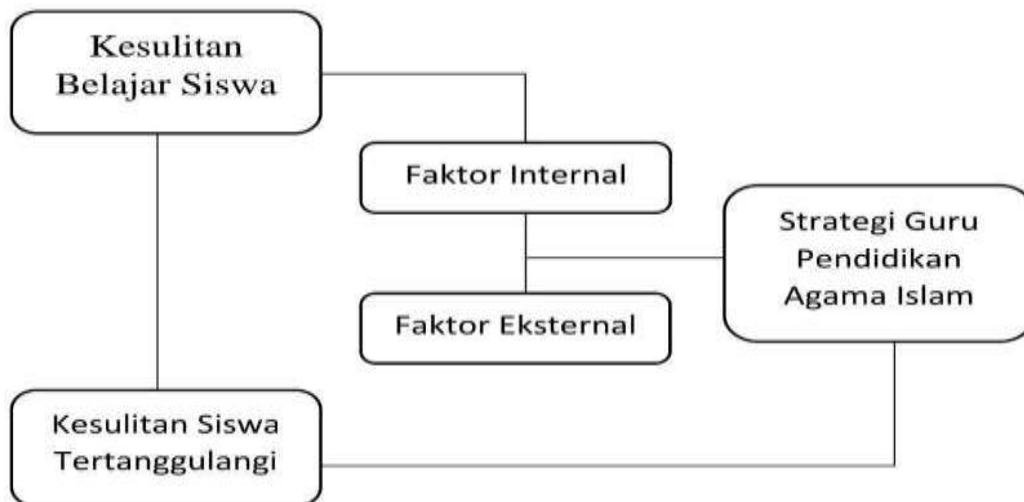 Kesulitan
Belajar Siswa
Faktor Internal
Strategi Guru
Pendidikan
Agama Islam
Faktor Eksternal
Kesulitan Siswa
Tertanggulangi